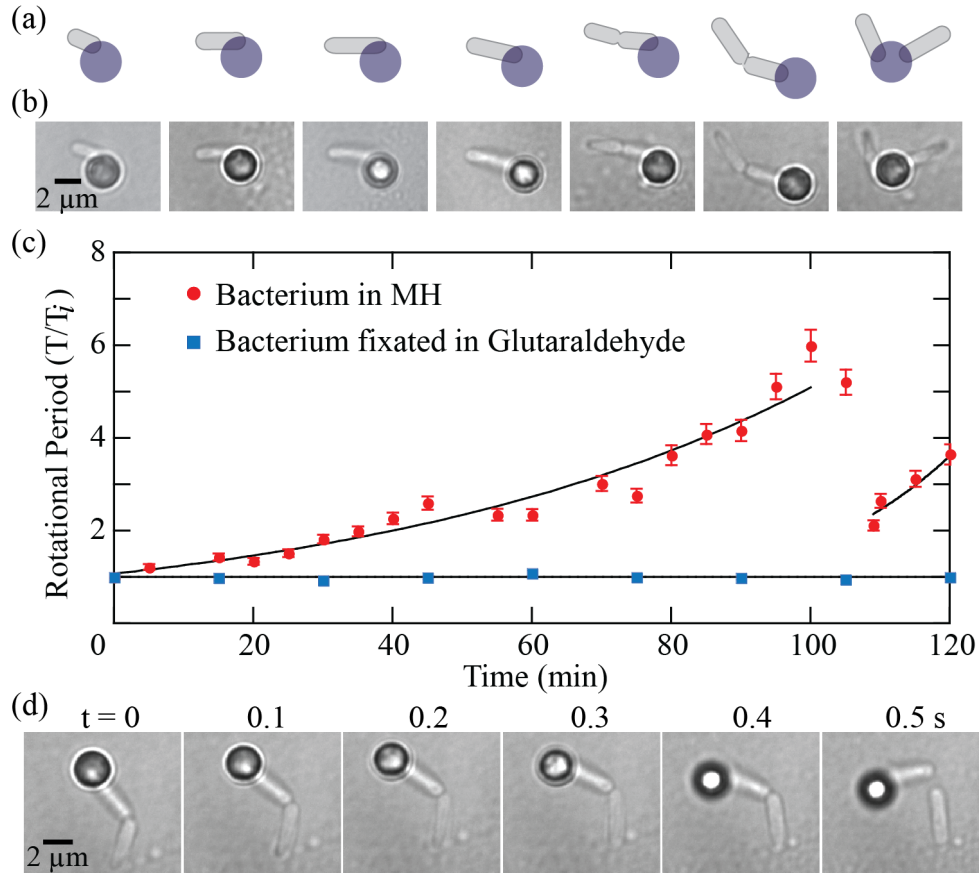 (a)
(b)
2 µm
(c)
8
6
4
2
0
Rotational Period (T/Ti)
Bacterium in MH
Bacterium fixated in Glutaraldehyde
20
40
60
80
100
120
Time (min)
(d)
t = 0
0.1
0.2
0.3
0.4
0.5 s
2 µm